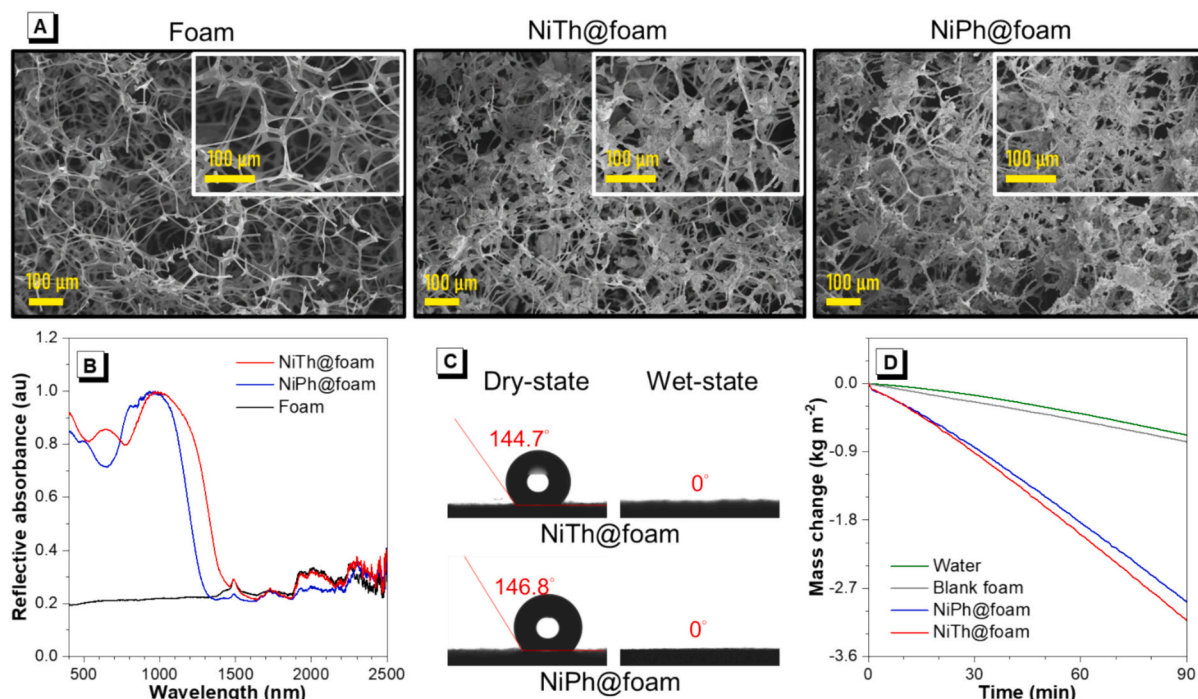 A
Foam
NiTh@foam
NiPh@foam
100 μm
100 μm
100 μm
100 μm
100 μm
100 μm
B
1.2
1.0
0.8
0.6
0.4
0.2
0.0
Reflective absorbance (au)
NiTh@foam
NiPh@foam
Foam
500 1000 1500 2000 2500
Wavelength (nm)
C
Dry-state
Wet-state
144.7°
0°
NiTh@foam
146.8°
0°
NiPh@foam
D
0.0
-0.9
-1.8
-2.7
-3.6
Mass change (kg m⁻²)
Water
Blank foam
NiPh@foam
NiTh@foam
0 30 60 90
Time (min)